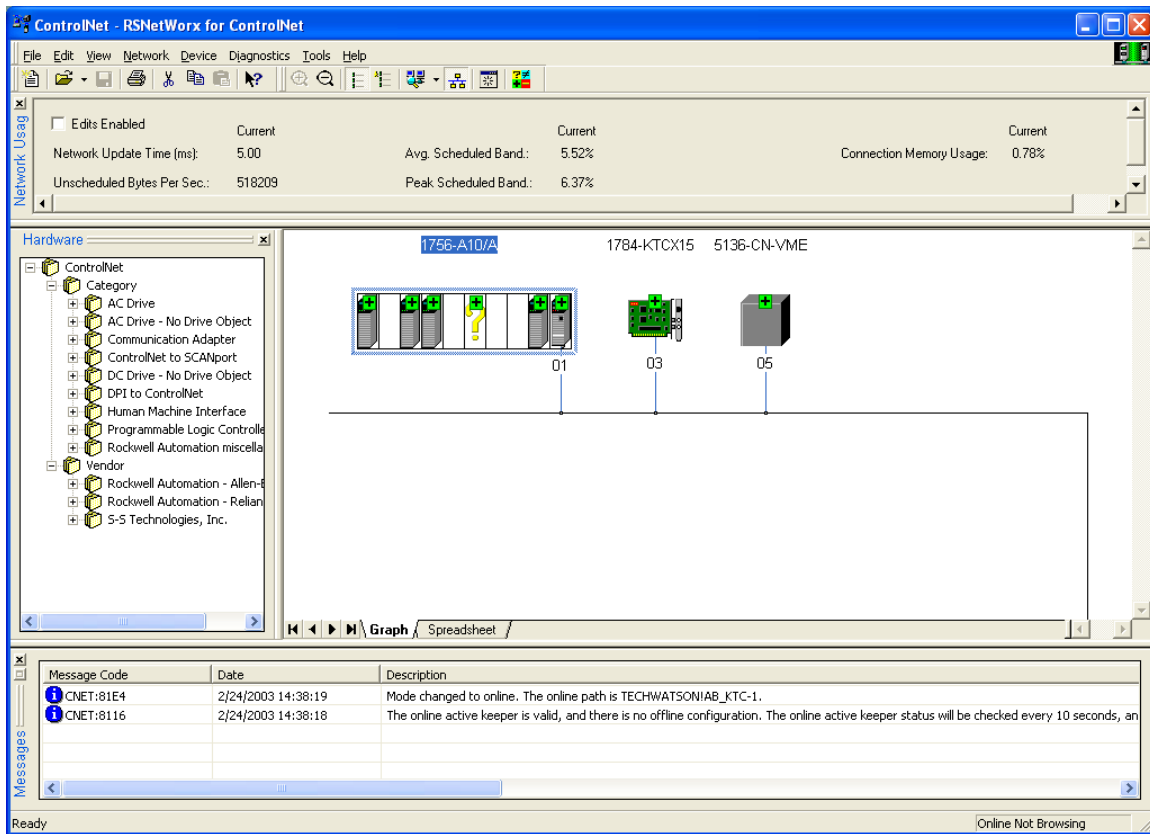 ControlNet - RSNetWorx for ControlNet
File Edit View Network Device Diagnostics Tools Help
Network Usag
Edits Enabled
Current Current Current
Network Update Time (ms): 5.00 Avg. Scheduled Band.: 5.52% Connection Memory Usage: 0.78%
Unscheduled Bytes Per Sec.: 518209 Peak Scheduled Band.: 6.37%
Hardware
ControlNet
Category
AC Drive
AC Drive - No Drive Object
Communication Adapter
ControlNet to SCANport
DC Drive - No Drive Object
DPI to ControlNet
Human Machine Interface
Programmable Logic Controlle
Rockwell Automation miscella
Vendor
Rockwell Automation - Allen-B
Rockwell Automation - Relian
S-S Technologies, Inc.
1756-A10/A 1784-KTCX15 5136-CN-VME
01 03 05
Graph Spreadsheet
Messages
Message Code Date Description
CNET:81E4 2/24/2003 14:38:19 Mode changed to online. The online path is TECHWATSON!AB_KTC-1.
CNET:8116 2/24/2003 14:38:18 The online active keeper is valid, and there is no offline configuration. The online active keeper status will be checked every 10 seconds, an
Ready Online Not Browsing